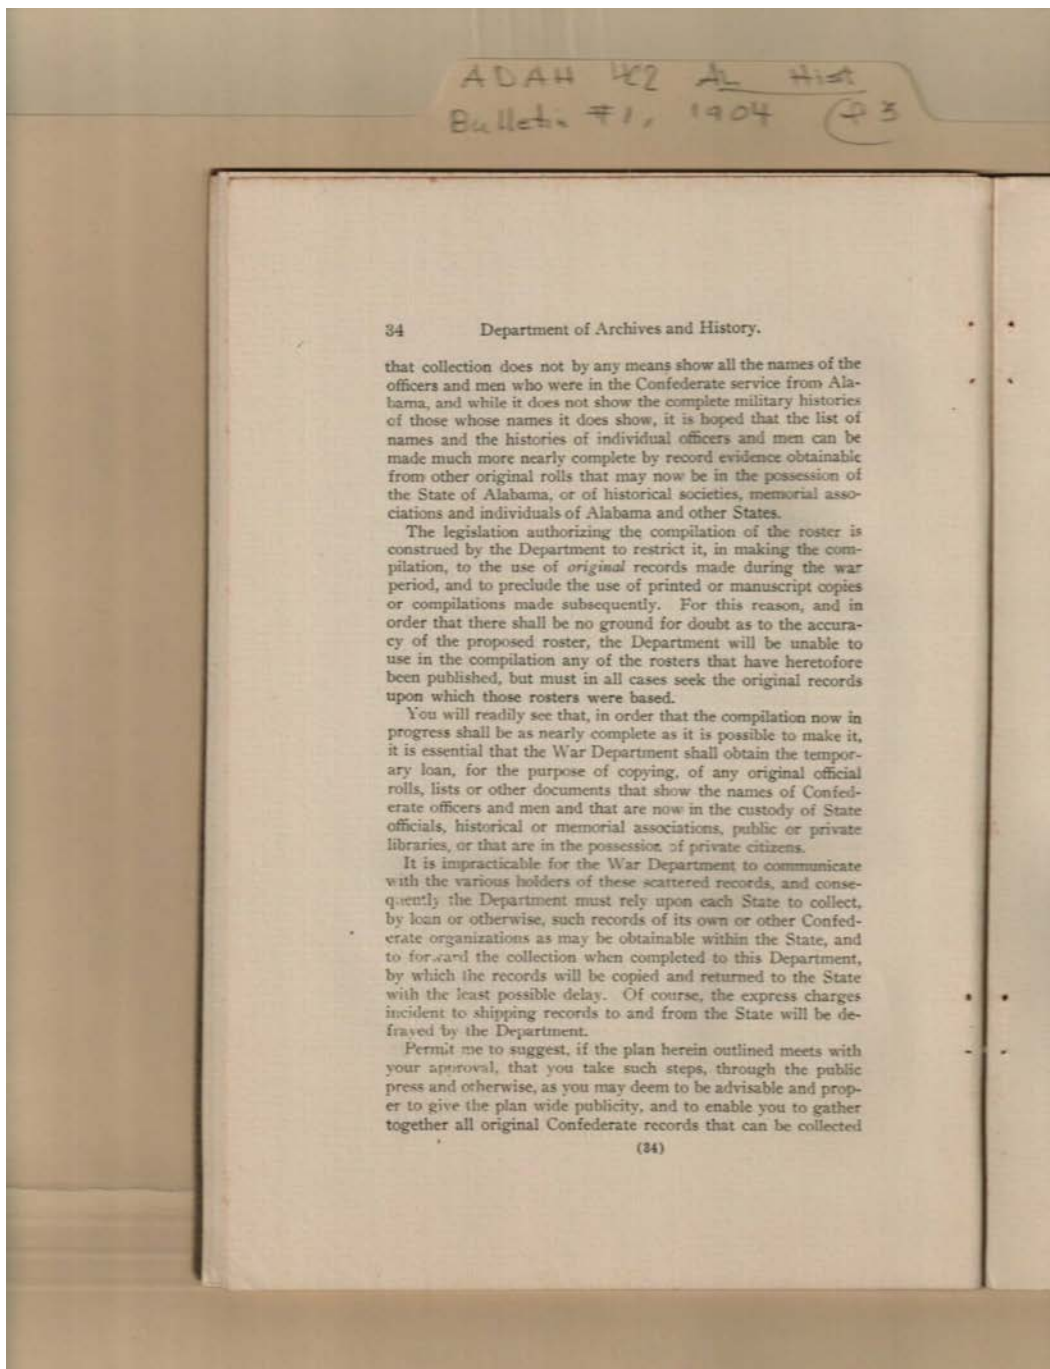 ADAH AL Hist
Bulletin #1, 1904
34 Department of Archives and History.
that collection does not by any means show all the names of the
officers and men who were in the Confederate service from Ala-
bama, and while it does not show the complete military histories
of those whose names it does show, it is hoped that the list of
names and the histories of individual officers and men can be
made much more nearly complete by record evidence obtainable
from other original rolls that may now be in the possession of
the State of Alabama, or of historical societies, memorial asso-
ciations and individuals of Alabama and other States.
The legislation authorizing the compilation of the roster is
construed by the Department to restrict it, in making the com-
pilation, to the use of original records made during the war
period, and to preclude the use of printed or manuscript copies
or compilations made subsequently. For this reason, and in
order that there shall be no ground for doubt as to the accura-
cy of the proposed roster, the Department will be unable to
use in the compilation any of the rosters that have heretofore
been published, but must in all cases seek the original records
upon which those rosters were based.
You will readily see that, in order that the compilation now in
progress shall be as nearly complete as it is possible to make it,
it is essential that the War Department shall obtain the tempor-
ary loan, for the purpose of copying, of any original official
rolls, lists or other documents that show the names of Confed-
erate officers and men and that are now in the custody of State
officials, historical or memorial associations, public or private
libraries, or that are in the possession of private citizens.
It is impracticable for the War Department to communicate
with the various holders of these scattered records, and conse-
quently the Department must rely upon each State to collect,
by loan or otherwise, such records of its own or other Confed-
erate organizations as may be obtainable within the State, and
to forward the collection when completed to this Department,
by which the records will be copied and returned to the State
with the least possible delay. Of course, the express charges
incident to shipping records to and from the State will be de-
frayed by the Department.
Permit me to suggest, if the plan herein outlined meets with
your approval, that you take such steps, through the public
press and otherwise, as you may deem to be advisable and prop-
er to give the plan wide publicity, and to enable you to gather
together all original Confederate records that can be collected
(34)